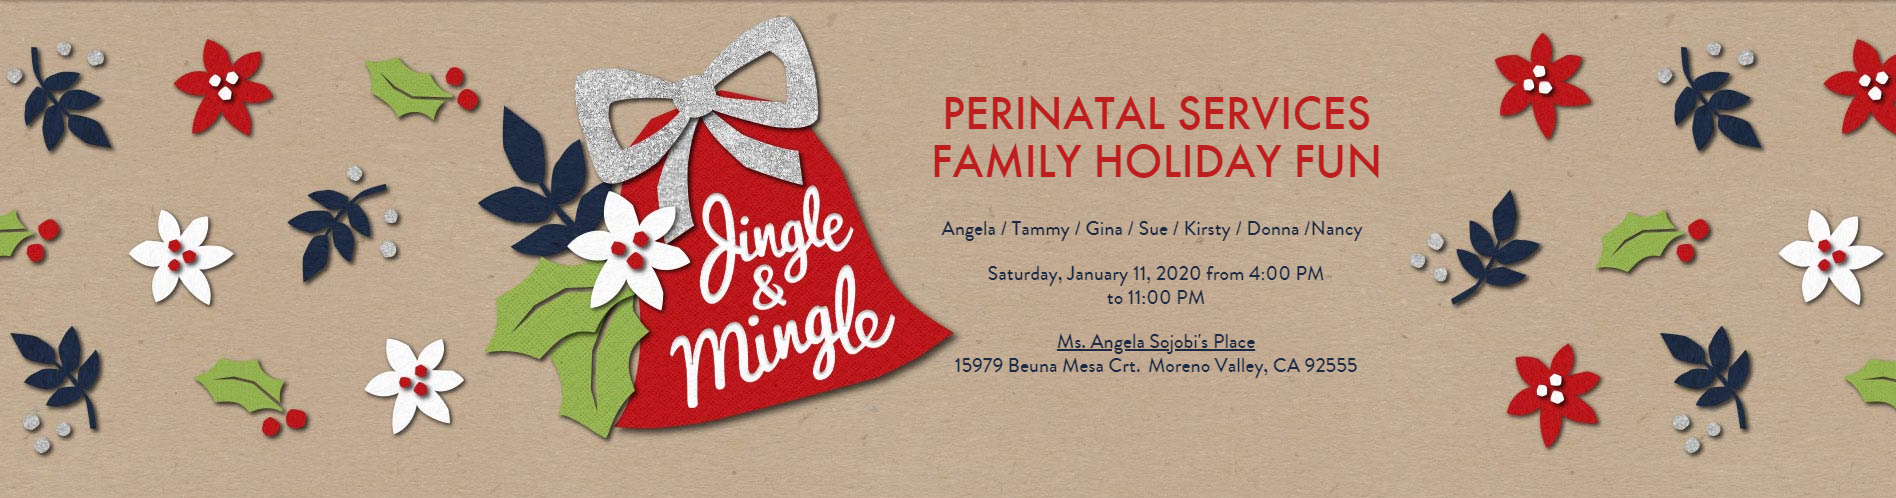 Jingle
&
Mingle
PERINATAL SERVICES
FAMILY HOLIDAY FUN
Angela / Tammy / Gina / Sue / Kirsty / Donna /Nancy
Saturday, January 11, 2020 from 4:00 PM
to 11:00 PM
Ms. Angela Sojobi's Place
15979 Beuna Mesa Crt.  Moreno Valley, CA 92555